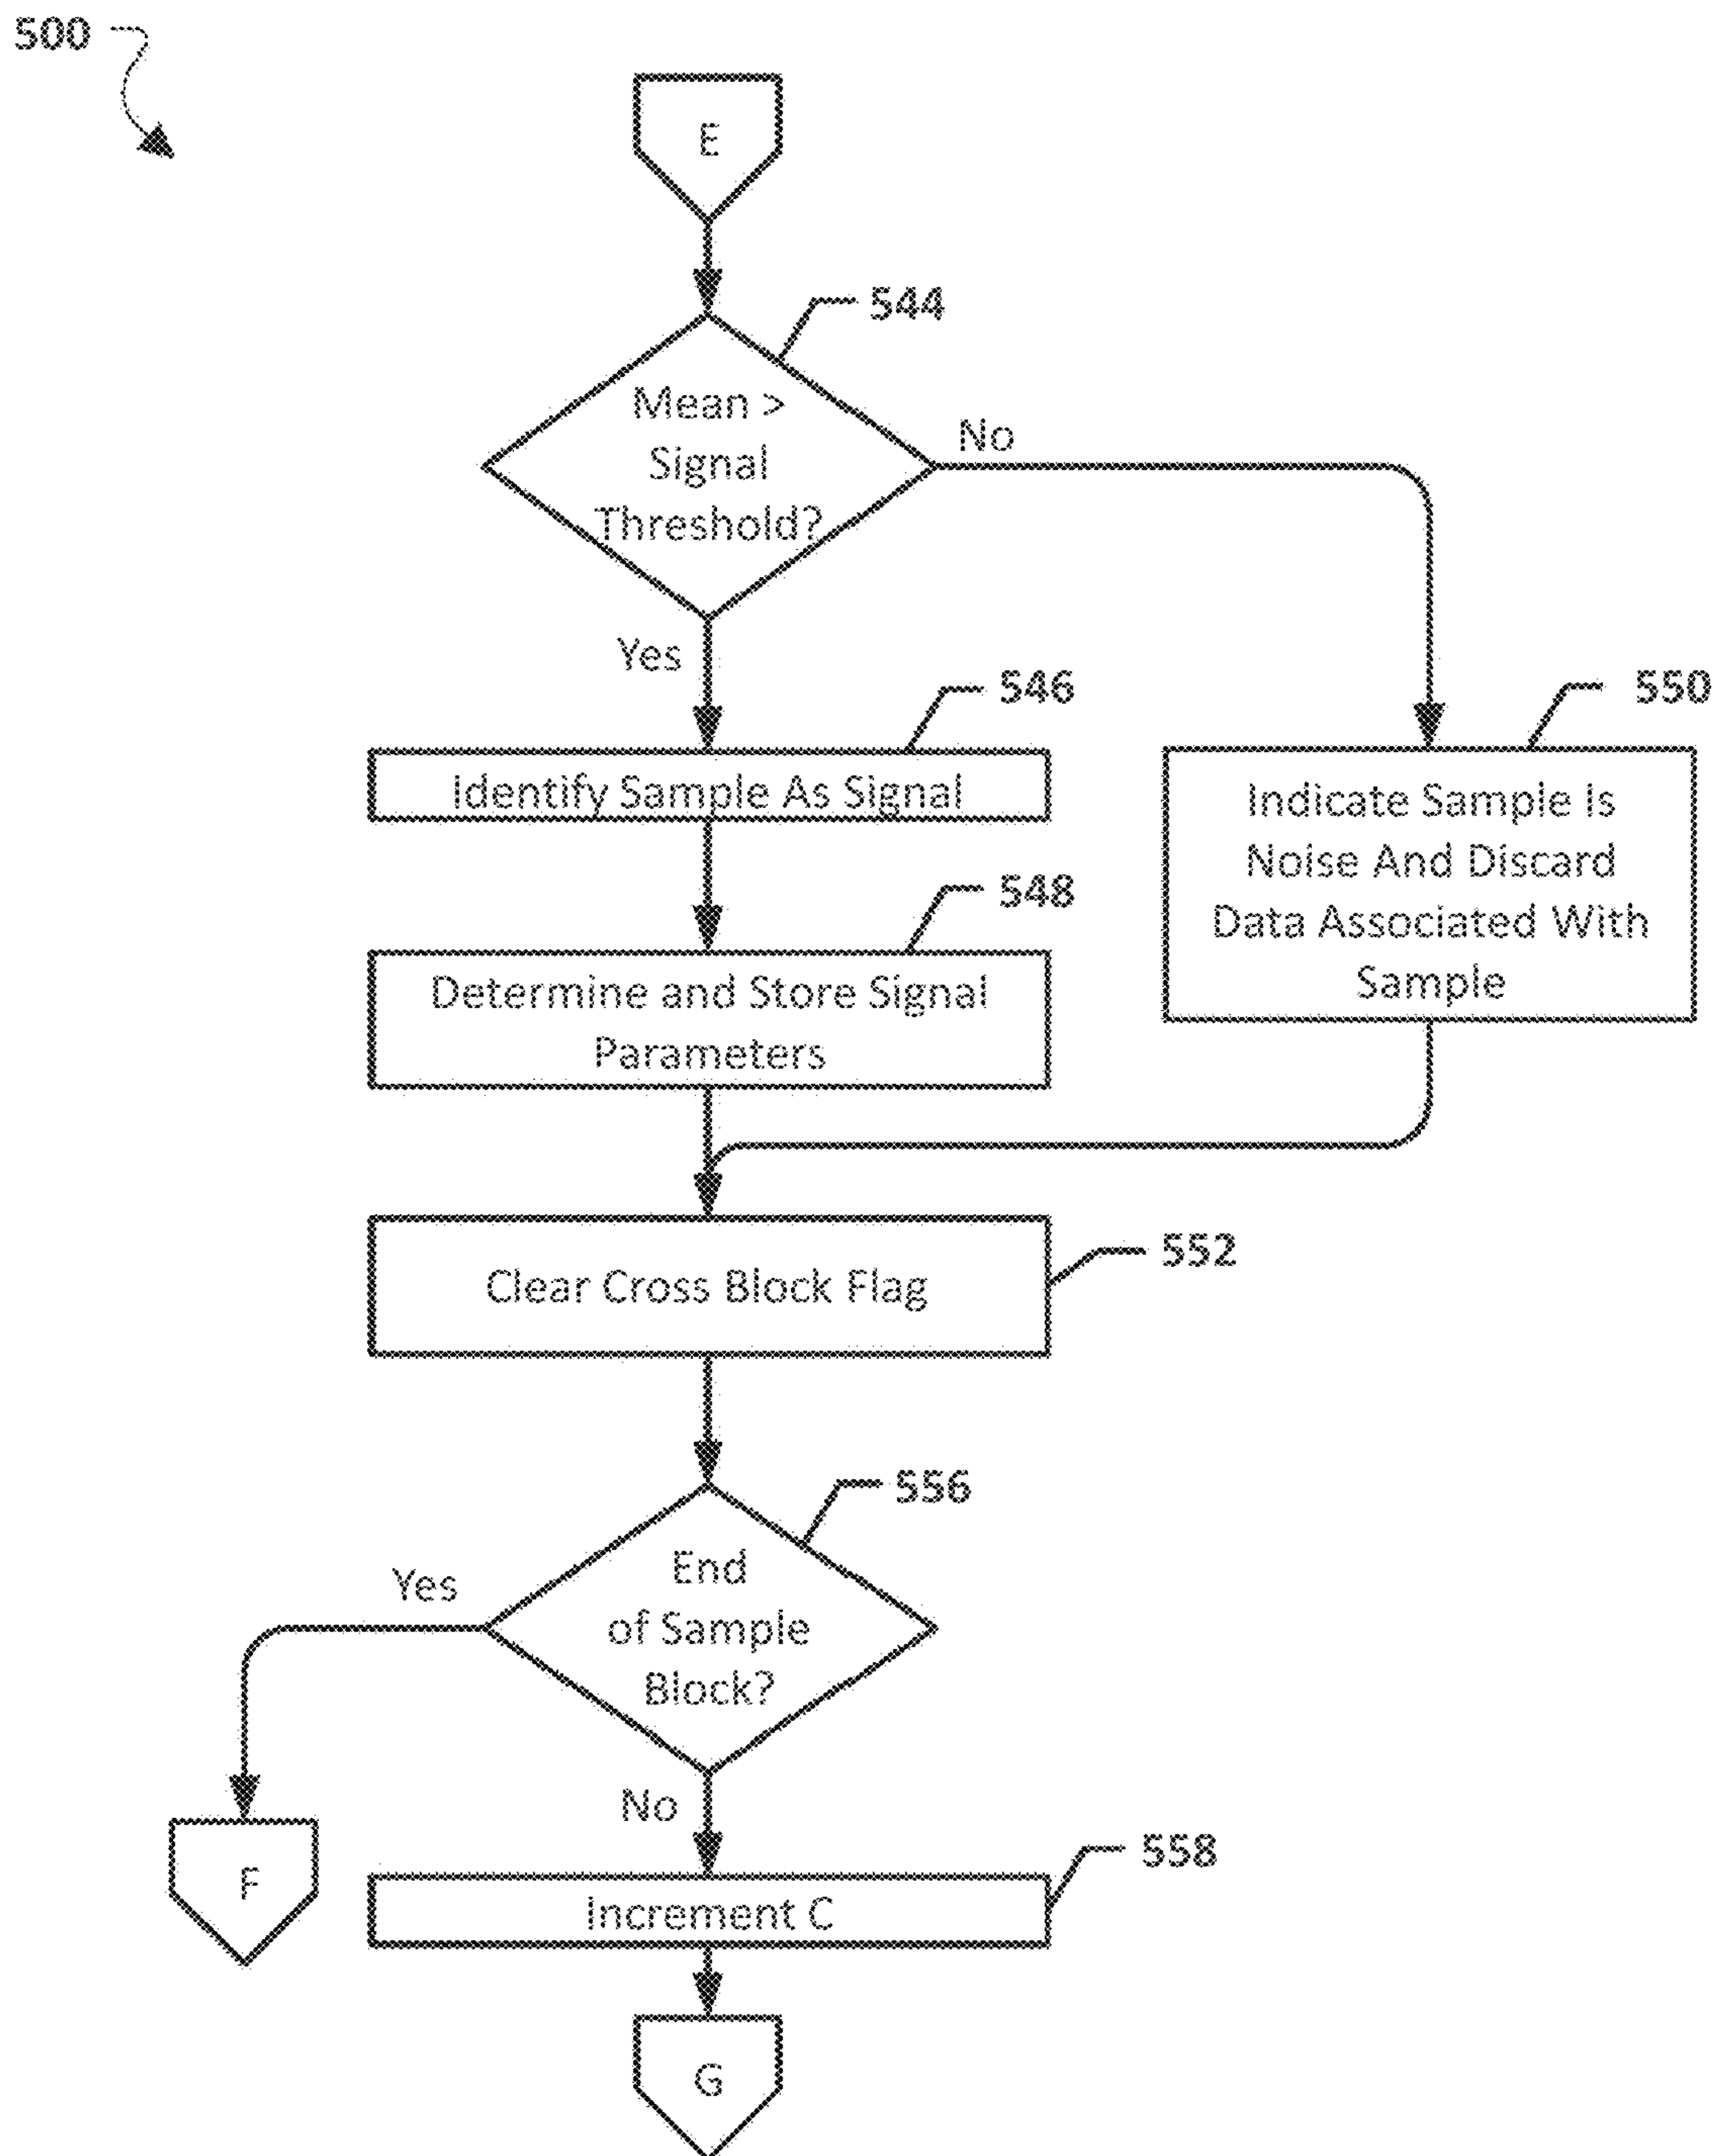 500
E
544
Mean >
Signal
Threshold?
No
Yes
546
Identify Sample As Signal
550
Indicate Sample Is
Noise And Discard
Data Associated With
Sample
548
Determine and Store Signal
Parameters
552
Clear Cross Block Flag
556
End
of Sample
Block?
Yes
No
F
558
Increment C
G